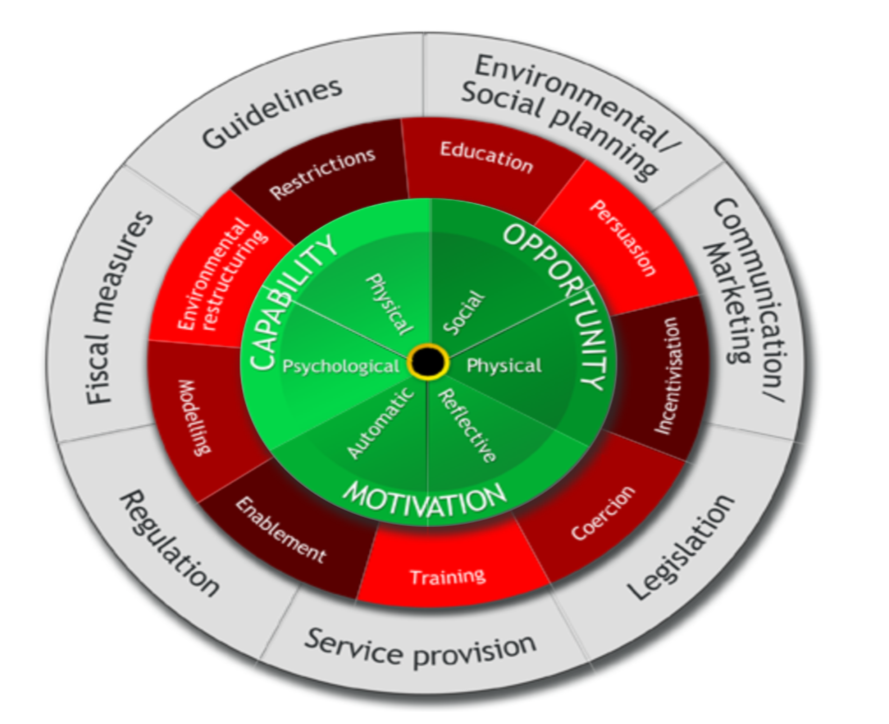 Guidelines
Environmental/
Social planning
Communication/
Marketing
Legislation
Service provision
Regulation
Fiscal measures
Restrictions
Education
Persuasion
Incentivisation
Coercion
Training
Enablement
Modelling
Environmental
restructuring
CAPABILITY
OPPORTUNITY
MOTIVATION
Physical
Social
Physical
Reflective
Automatic
Psychological